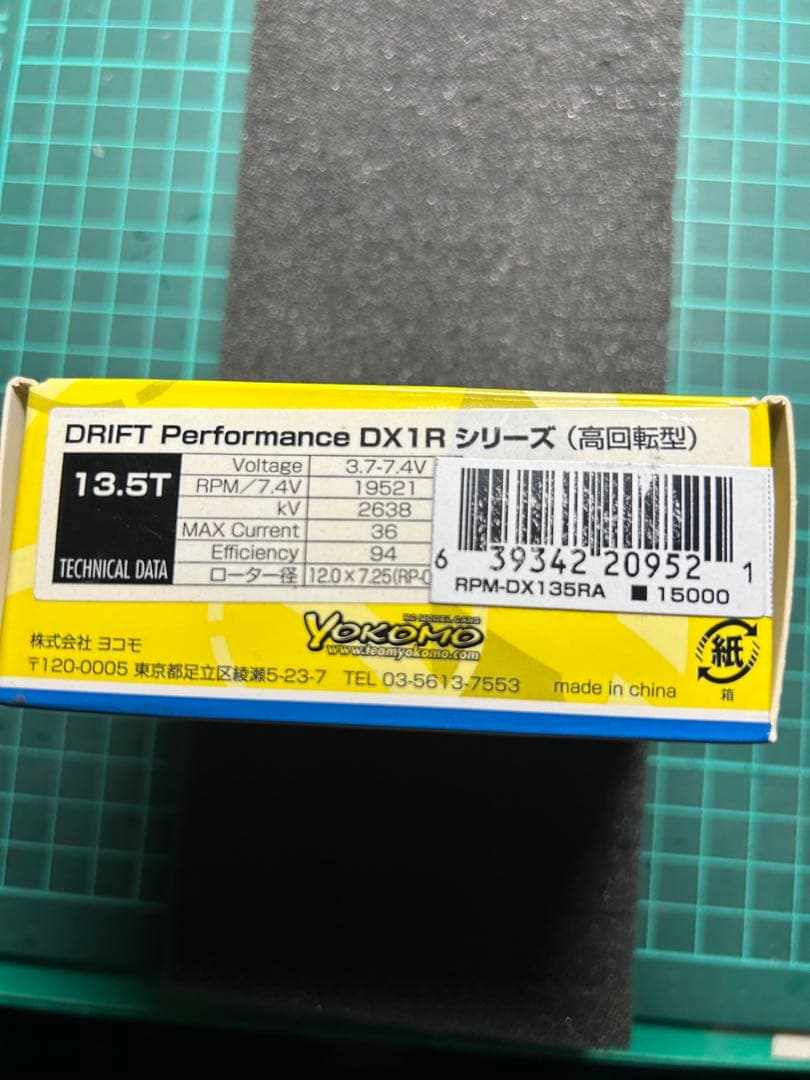 DRIFT Performance DX1R シリーズ（高回転型）
13.5T
TECHNICAL DATA
Voltage 3.7-7.4V
RPM／7.4V 19521
kV 2638
MAX Current 36
Efficiency 94
ローター径 12.0×7.25(RP-
6 39342 20952 1
RPM-DX135RA ■ 15000
RC MODEL CARS
YOKOMO
www.teamyokomo.com
株式会社 ヨコモ
〒120-0005 東京都足立区綾瀬5-23-7 TEL 03-5613-7553
made in china
紙
箱